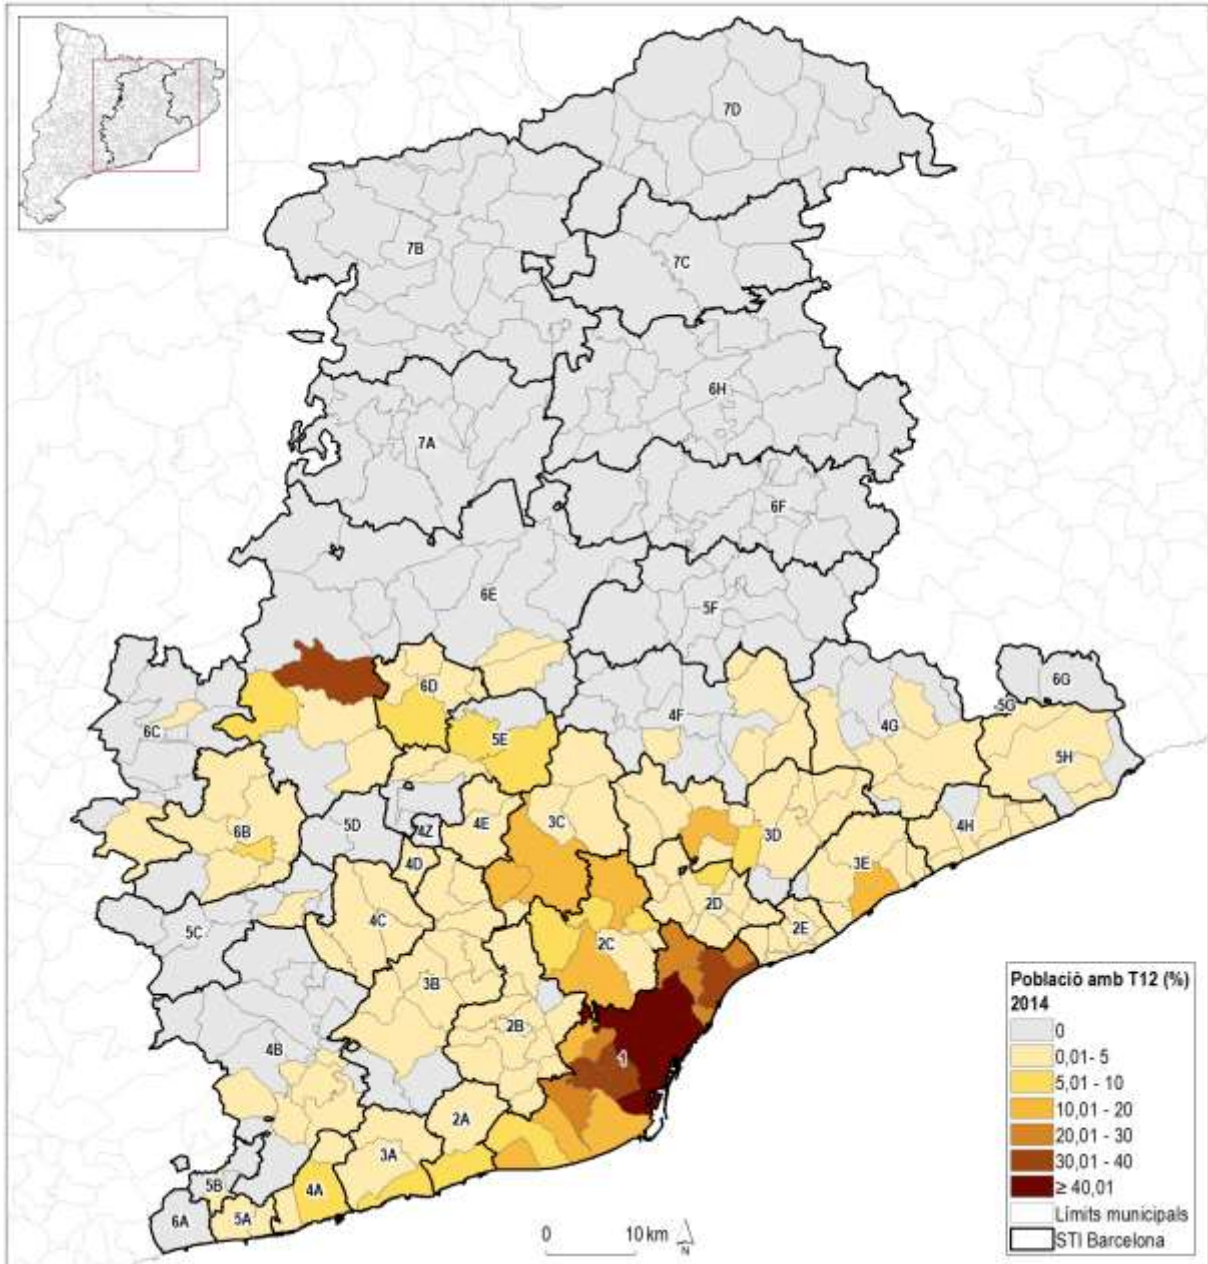 7D
7B
7C
6H
7A
6F
6E
5F
6D
6G
5G
4F
4G
6C
5E
5H
3C
5D
4Z
4E
3D
4H
6B
4D
3E
4C
2D
5C
2C
2E
3B
2B
4B
1
2A
3A
5B
4A
5A
6A
0 10 km
N
Població amb T12 (%)
2014
0
0,01 - 5
5,01 - 10
10,01 - 20
20,01 - 30
30,01 - 40
≥ 40,01
Límits municipals
STI Barcelona